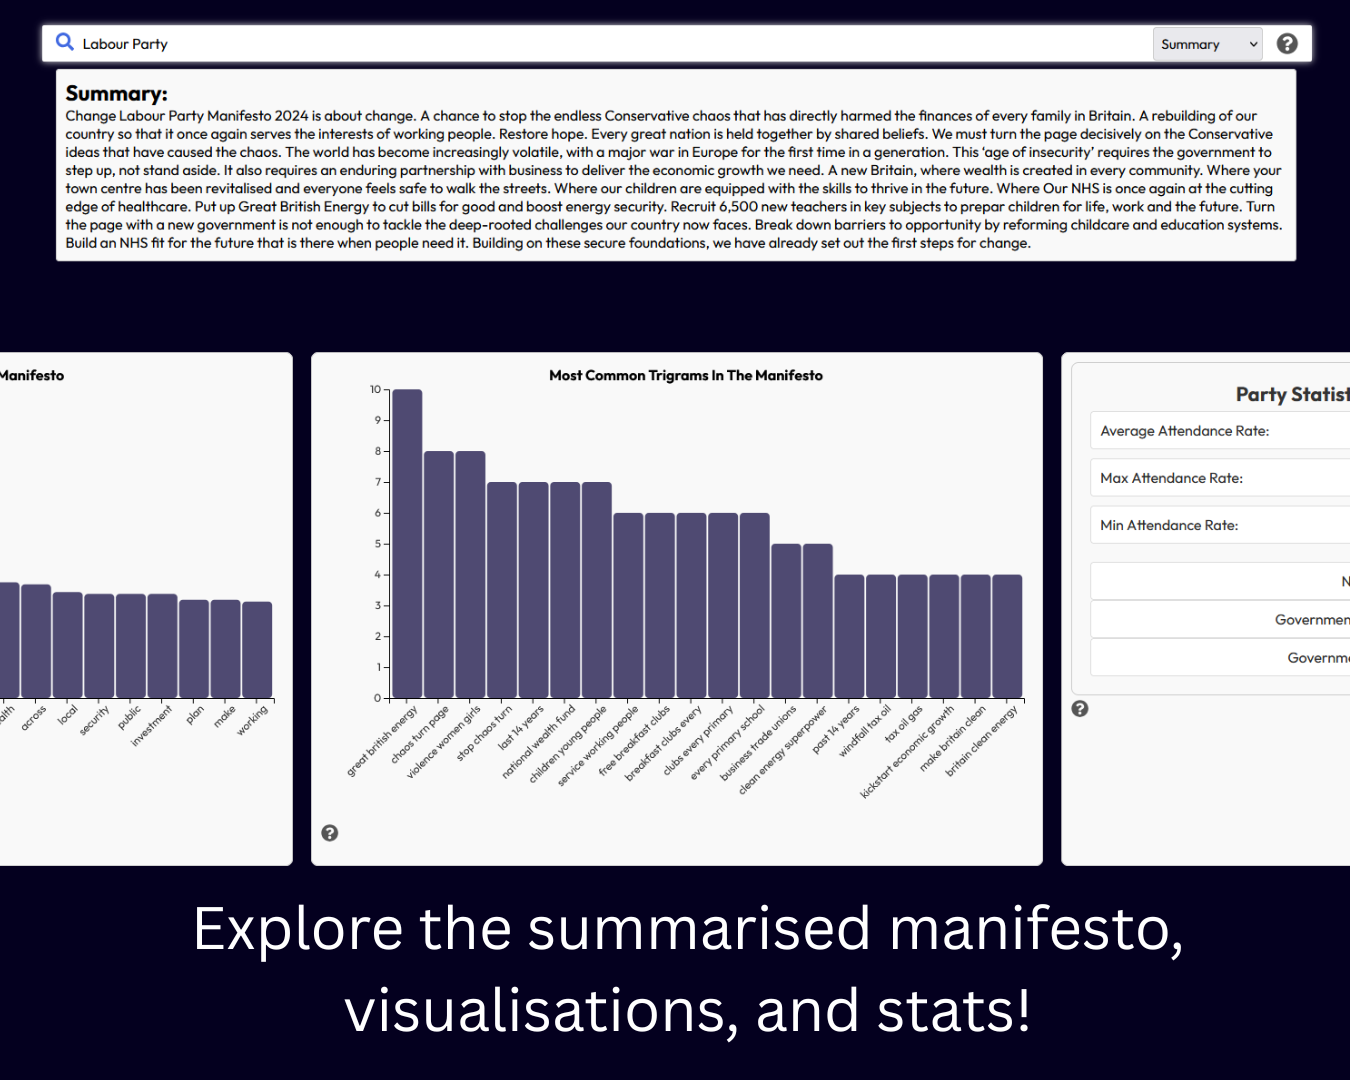 Labour Party
Summary
Summary:
Change Labour Party Manifesto 2024 is about change. A chance to stop the endless Conservative chaos that has directly harmed the finances of every family in Britain. A rebuilding of our
country so that it once again serves the interests of working people. Restore hope. Every great nation is held together by shared beliefs. We must turn the page decisively on the Conservative
ideas that have caused the chaos. The world has become increasingly volatile, with a major war in Europe for the first time in a generation. This ‘age of insecurity’ requires the government to
step up, not stand aside. It also requires an enduring partnership with business to deliver the economic growth we need. A new Britain, where wealth is created in every community. Where your
town centre has been revitalised and everyone feels safe to walk the streets. Where our children are equipped with the skills to thrive in the future. Where Our NHS is once again at the cutting
edge of healthcare. Put up Great British Energy to cut bills for good and boost energy security. Recruit 6,500 new teachers in key subjects to prepar children for life, work and the future. Turn
the page with a new government is not enough to tackle the deep-rooted challenges our country now faces. Break down barriers to opportunity by reforming childcare and education systems.
Build an NHS fit for the future that is there when people need it. Building on these secure foundations, we have already set out the first steps for change.
Manifesto
across
local
security
public
investment
plan
make
working
Most Common Trigrams In The Manifesto
10
9
8
7
6
5
4
3
2
1
0
great british energy
chaos turn page
violence women girls
stop chaos turn
last 14 years
national wealth fund
children young people
service working people
free breakfast clubs
breakfast clubs every
clubs every primary
every primary school
business trade unions
clean energy superpower
past 14 years
windfall tax oil
tax oil gas
kickstart economic growth
make britain clean
britain clean energy
Party Statist
Average Attendance Rate:
Max Attendance Rate:
Min Attendance Rate:
N
Governmen
Governme
Explore the summarised manifesto,
visualisations, and stats!